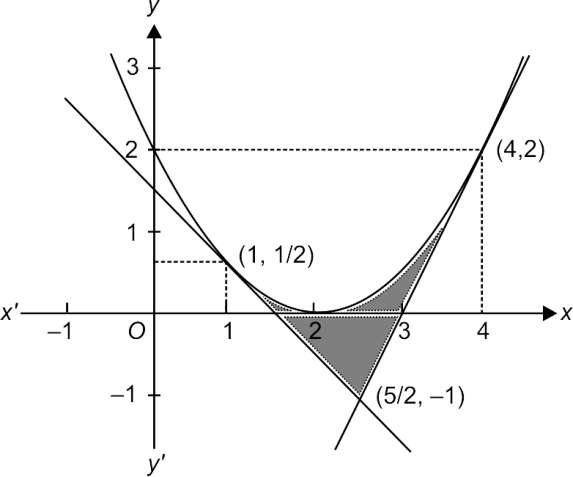 y
3
2
(4,2)
1
(1, 1/2)
x′
–1
O
1
2
3
4
x
–1
(5/2, –1)
y′